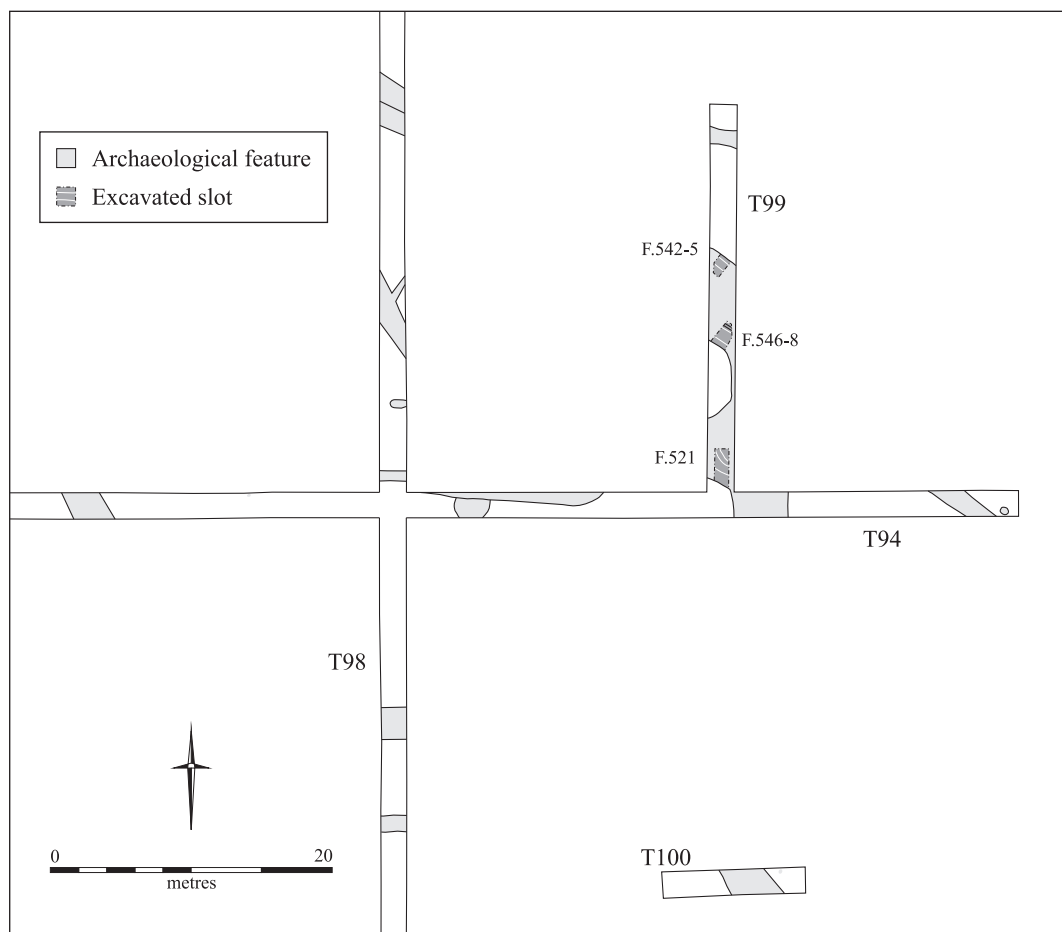 Archaeological feature
Excavated slot
T99
F.542-5
F.546-8
F.521
T94
T98
T100
0 20
metres